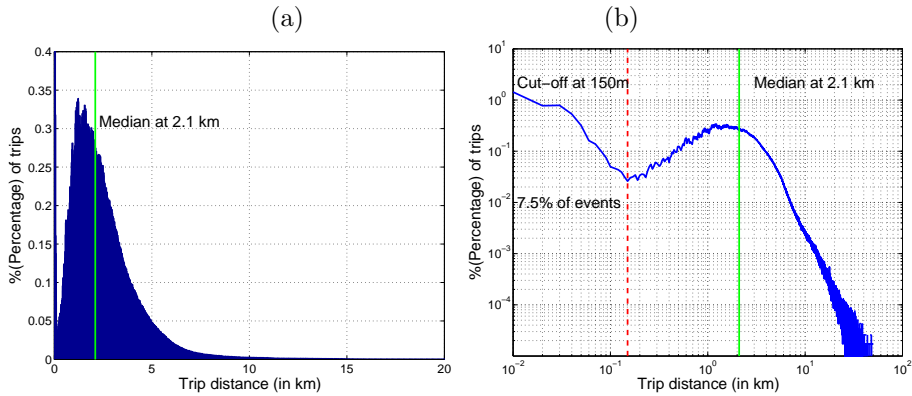 (a)
(b)
0.4
0.35
0.3
0.25
0.2
0.15
0.1
0.05
0
%(Percentage) of trips
Median at 2.1 km
0 5 10 15 20
Trip distance (in km)
10^1
10^0
10^-1
10^-2
10^-3
10^-4
%(Percentage) of trips
Cut-off at 150m
Median at 2.1 km
7.5% of events
10^-2 10^-1 10^0 10^1 10^2
Trip distance (in km)